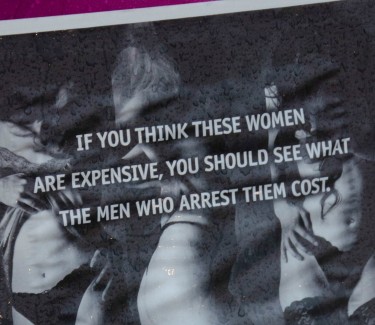 IF YOU THINK THESE WOMEN
ARE EXPENSIVE, YOU SHOULD SEE WHAT
THE MEN WHO ARREST THEM COST.